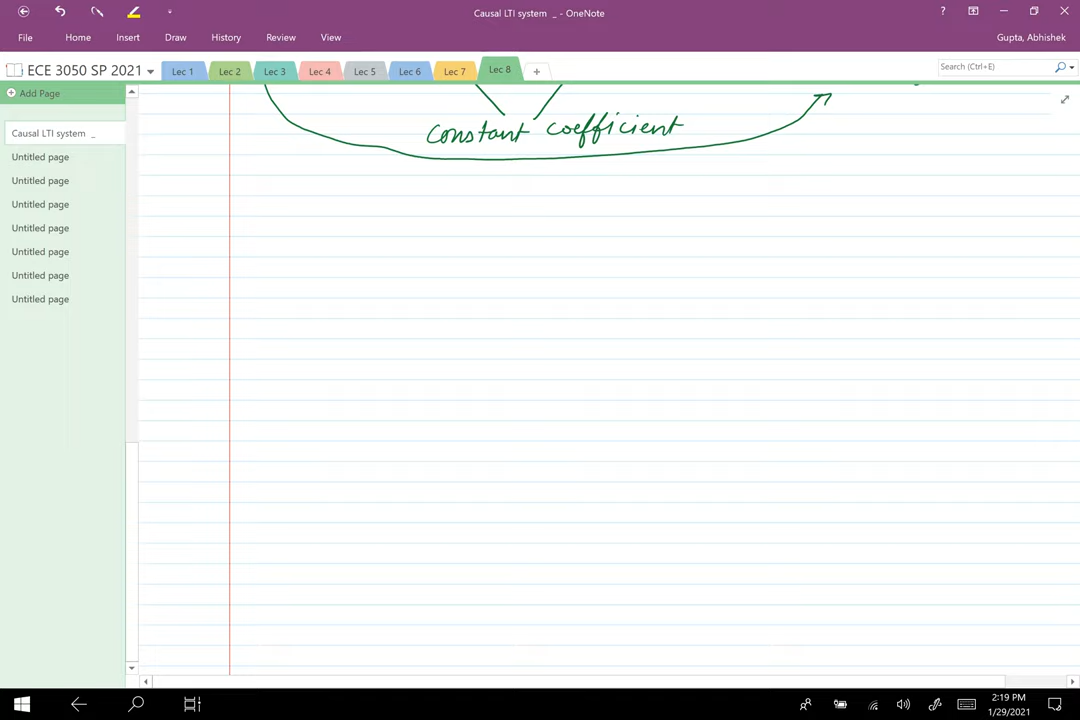 Causal LTI system _ - OneNote
?
File Home Insert Draw History Review View
Gupta, Abhishek
ECE 3050 SP 2021
Lec 1 Lec 2 Lec 3 Lec 4 Lec 5 Lec 6 Lec 7 Lec 8 +
Search (Ctrl+E)
Add Page
Causal LTI system _
Untitled page
Untitled page
Untitled page
Untitled page
Untitled page
Untitled page
Untitled page
constant coefficient
2:19 PM
1/29/2021